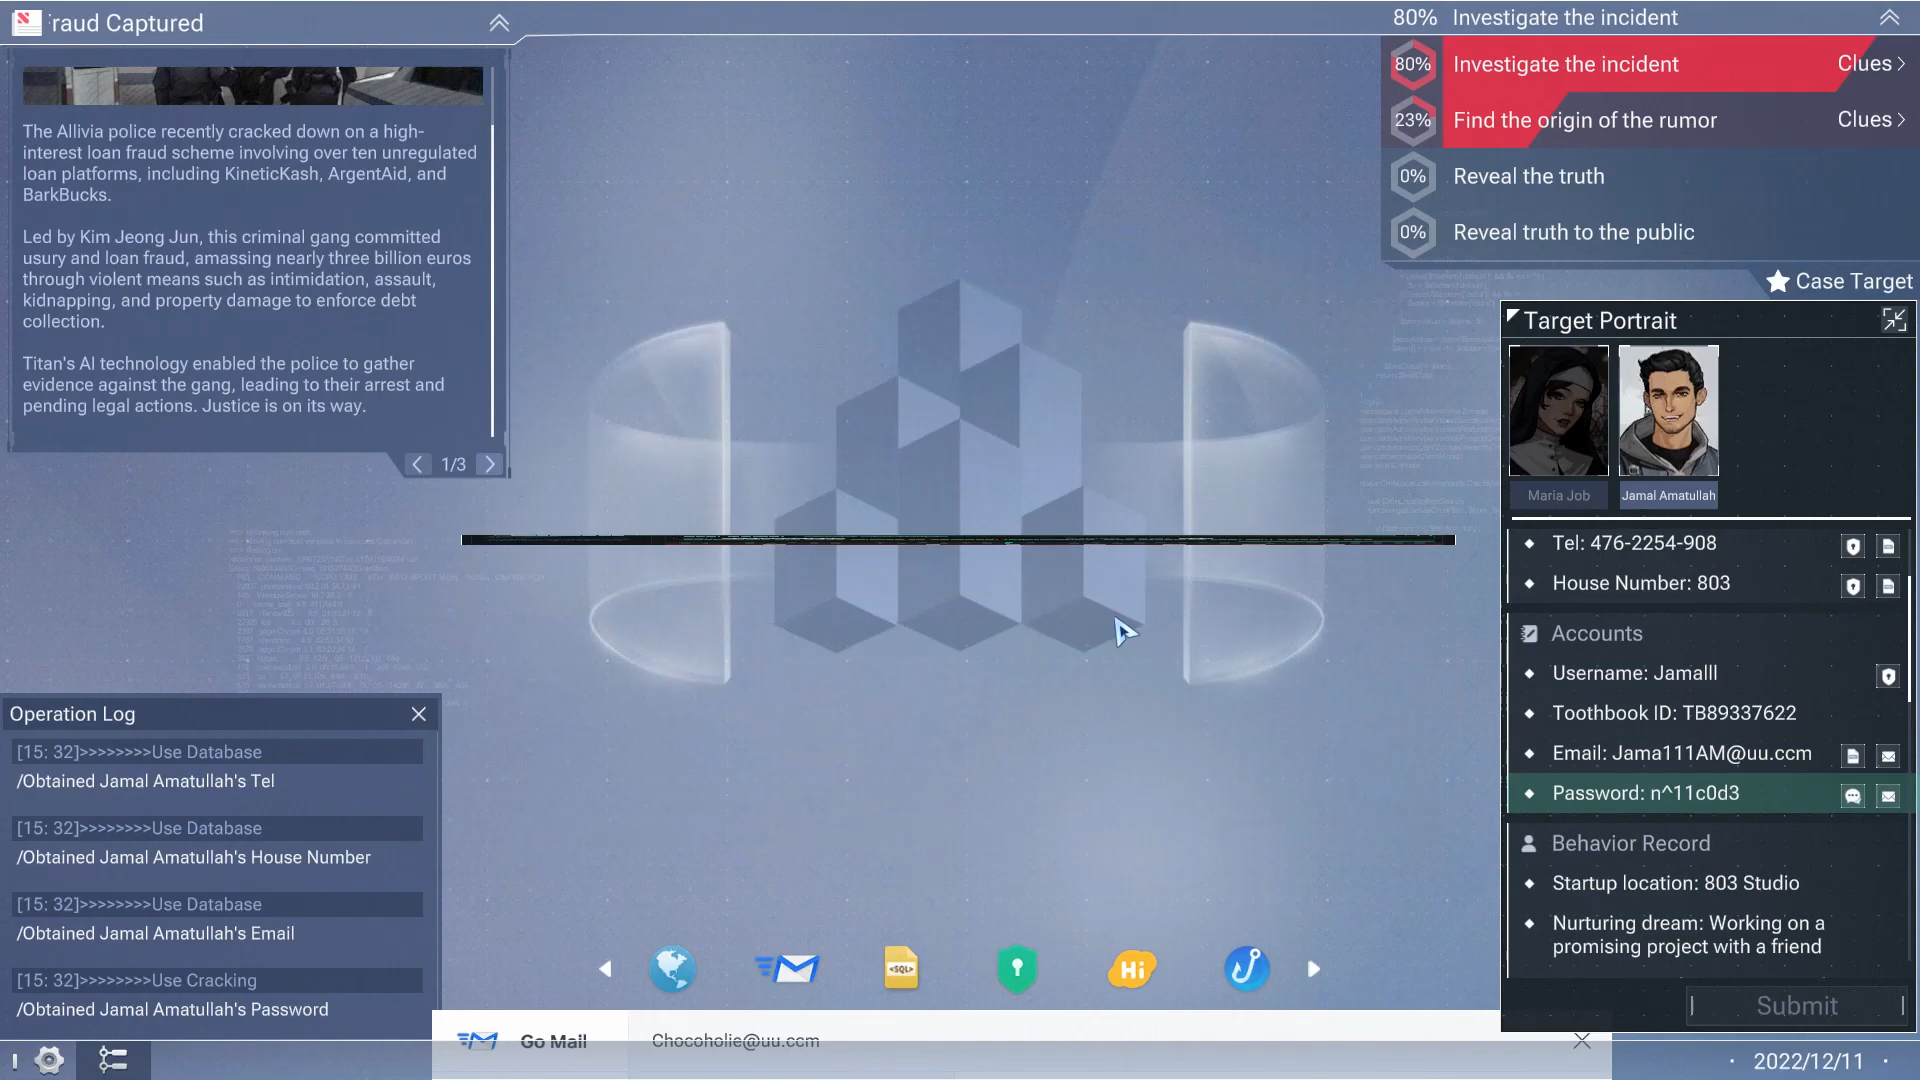 raud Captured
The Allivia police recently cracked down on a high-
interest loan fraud scheme involving over ten unregulated
loan platforms, including KineticKash, ArgentAid, and
BarkBucks.
Led by Kim Jeong Jun, this criminal gang committed
usury and loan fraud, amassing nearly three billion euros
through violent means such as intimidation, assault,
kidnapping, and property damage to enforce debt
collection.
Titan's AI technology enabled the police to gather
evidence against the gang, leading to their arrest and
pending legal actions. Justice is on its way.
1/3
80% Investigate the incident
80% Investigate the incident Clues >
23% Find the origin of the rumor Clues >
0% Reveal the truth
0% Reveal truth to the public
Case Target
Target Portrait
Maria Job
Jamal Amatullah
Tel: 476-2254-908
House Number: 803
Accounts
Username: Jamalll
Toothbook ID: TB89337622
Email: Jama111AM@uu.ccm
Password: n^11c0d3
Behavior Record
Startup location: 803 Studio
Nurturing dream: Working on a
promising project with a friend
Submit
Operation Log
[15: 32]>>>>>>>>Use Database
/Obtained Jamal Amatullah's Tel
[15: 32]>>>>>>>>Use Database
/Obtained Jamal Amatullah's House Number
[15: 32]>>>>>>>>Use Database
/Obtained Jamal Amatullah's Email
[15: 32]>>>>>>>>Use Cracking
/Obtained Jamal Amatullah's Password
<SQL>
Hi
Go Mail
Chocoholie@uu.ccm
2022/12/11